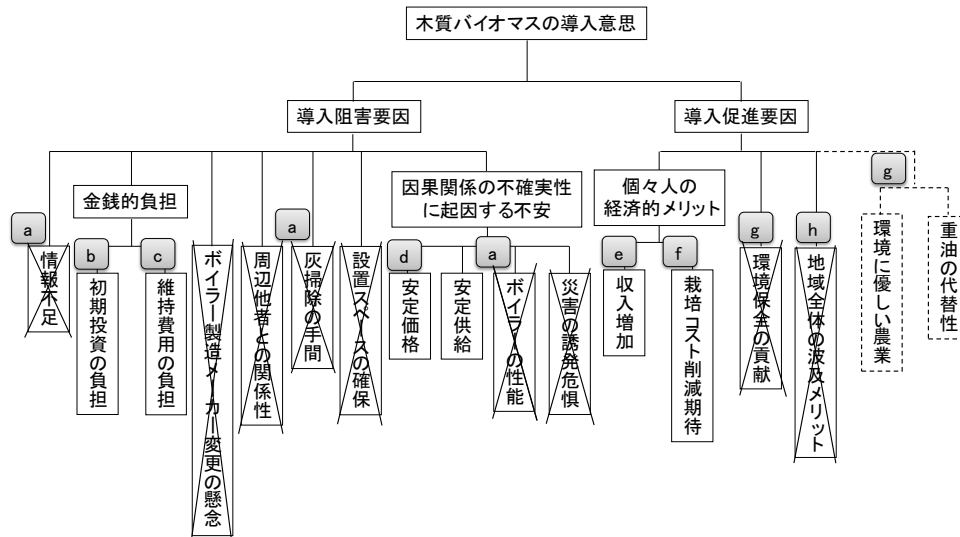 木質バイオマスの導入意思
導入阻害要因
導入促進要因
金銭的負担
因果関係の不確実性
に起因する不安
個々人の
経済的メリット
g
a
a
g
h
b
c
d
a
e
f
情報不足
初期投資の負担
維持費用の負担
ボイラー製造メーカー変更の懸念
周辺他者との関係性
灰掃除の手間
設置スペースの確保
安定価格
安定供給
ボイラーの性能
災害の誘発危惧
収入増加
栽培コスト削減期待
環境保全の貢献
地域全体の波及メリット
環境に優しい農業
重油の代替性